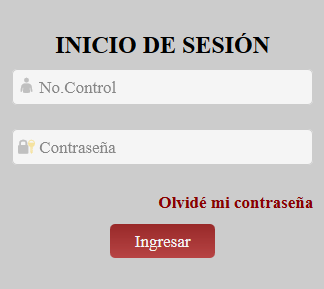 INICIO DE SESIÓN
No.Control
Contraseña
Olvidé mi contraseña
Ingresar